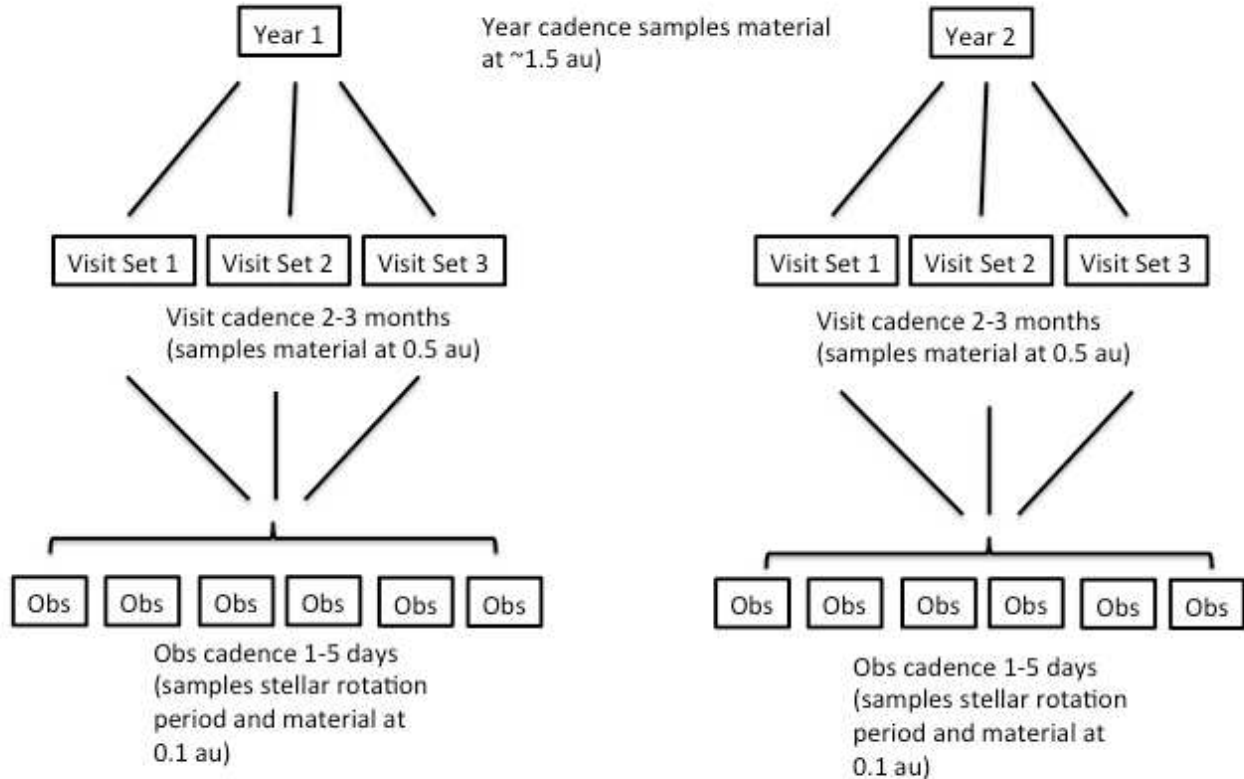 Year 1
Year cadence samples material
at ~1.5 au)
Year 2
Visit Set 1
Visit Set 2
Visit Set 3
Visit Set 1
Visit Set 2
Visit Set 3
Visit cadence 2-3 months
(samples material at 0.5 au)
Visit cadence 2-3 months
(samples material at 0.5 au)
Obs
Obs
Obs
Obs
Obs
Obs
Obs
Obs
Obs
Obs
Obs
Obs
Obs cadence 1-5 days
(samples stellar rotation
period and material at
0.1 au)
Obs cadence 1-5 days
(samples stellar rotation
period and material at
0.1 au)